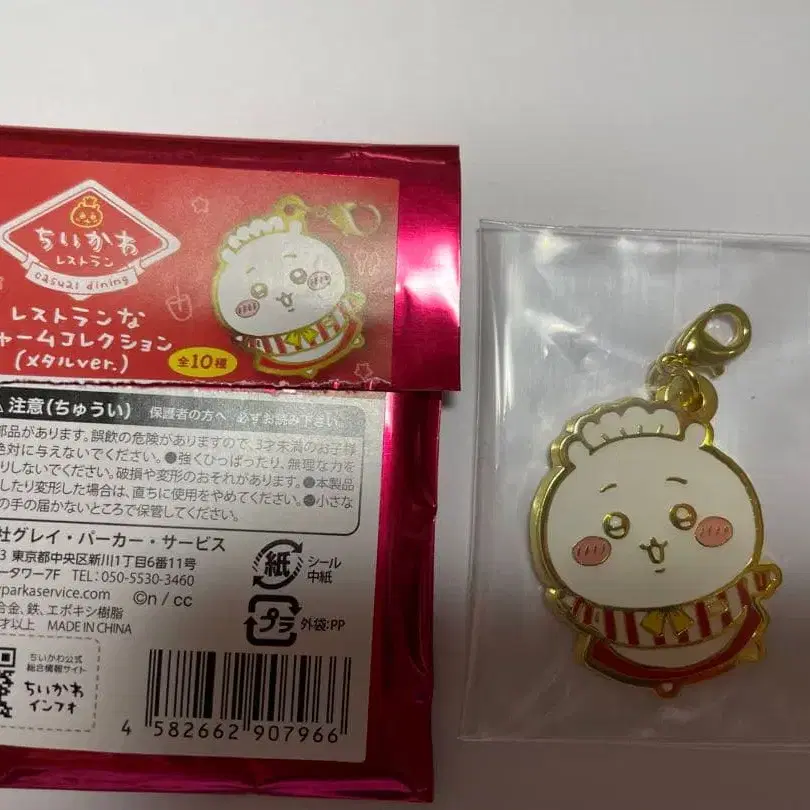 ちいかわ
レストラン
casual dining
レストランな
チャームコレクション
(メタルver.)
全10種
注意(ちゅうい) 保護者の方へ 必ずお読み下さい。
部品があります。誤飲の危険がありますので、3才未満のお子様
絶対に与えないでください。●強くひっぱったり、無理な力を
りしないでください。破損や変形のおそれがあります。●本製品
したり変形した場合は、直ちに使用をやめてください。●小さな
の手の届かないところで保管してください。
社グレイ・パーカー・サービス
3 東京都中央区新川1丁目6番11号
ータワー7F TEL:050-5530-3460
parkaservice.com ©n / cc
合金、鉄、エポキシ樹脂
才以上 MADE IN CHINA
紙 シール
中紙
プラ 外袋:PP
ちいかわ公式
総合情報サイト
ちいかわ
インフォ
4 582662 907966